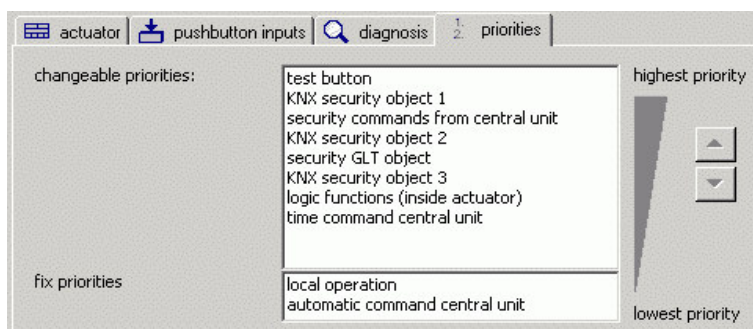 actuator pushbutton inputs diagnosis 1. 2. priorities
changeable priorities:
test button
KNX security object 1
security commands from central unit
KNX security object 2
security GLT object
KNX security object 3
logic functions (inside actuator)
time command central unit
highest priority
fix priorities
local operation
automatic command central unit
lowest priority